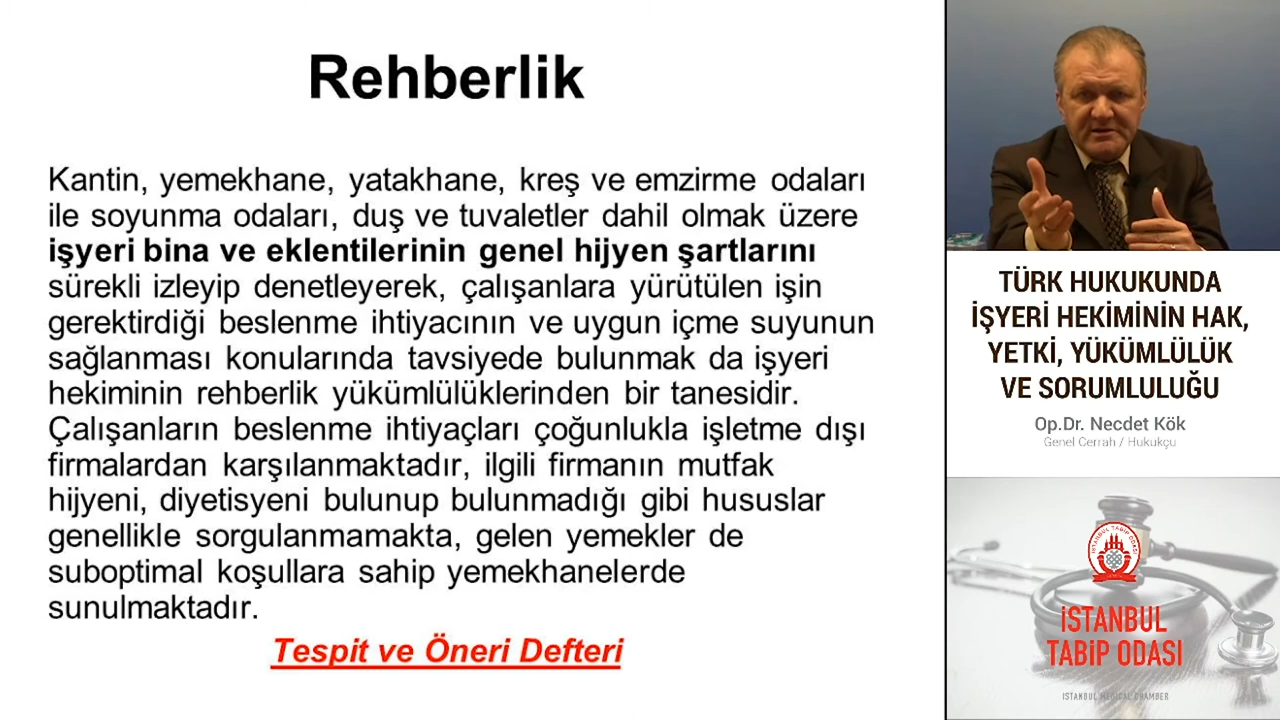 Rehberlik
Kantin, yemekhane, yatakhane, kreş ve emzirme odaları
ile soyunma odaları, duş ve tuvaletler dahil olmak üzere
işyeri bina ve eklentilerinin genel hijyen şartlarını
sürekli izleyip denetleyerek, çalışanlara yürütülen işin
gerektirdiği beslenme ihtiyacının ve uygun içme suyunun
sağlanması konularında tavsiyede bulunmak da işyeri
hekiminin rehberlik yükümlülüklerinden bir tanesidir.
Çalışanların beslenme ihtiyaçları çoğunlukla işletme dışı
firmalardan karşılanmaktadır, ilgili firmanın mutfak
hijyeni, diyetisyeni bulunup bulunmadığı gibi hususlar
genellikle sorgulanmamakta, gelen yemekler de
suboptimal koşullara sahip yemekhanelerde
sunulmaktadır.
Tespit ve Öneri Defteri
TÜRK HUKUKUNDA
İŞYERİ HEKİMİNİN HAK,
YETKİ, YÜKÜMLÜLÜK
VE SORUMLULUĞU
Op.Dr. Necdet Kök
Genel Cerrah / Hukukçu
İSTANBUL TABİP ODASI
İSTANBUL
TABİP ODASI
ISTANBUL MEDICAL CHAMBER